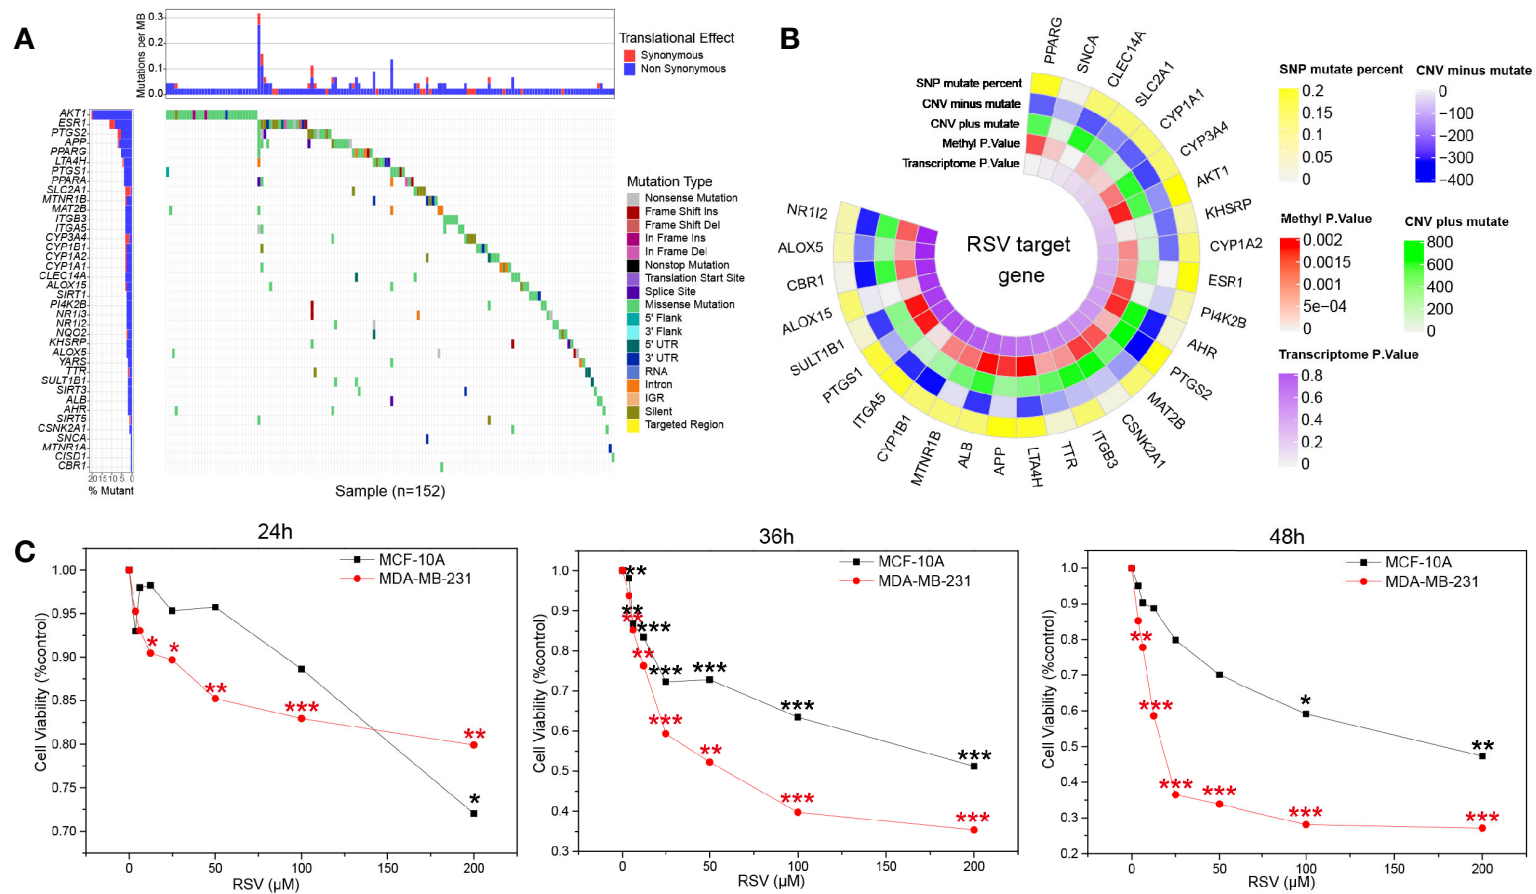 A
Mutations per MB
0.3
0.2
0.1
0.0
Translational Effect
Synonymous
Non Synonymous
AKT1
ESR1
PTGS2
APP
PPARG
LTA4H
PTGS1
PPARA
SLC2A1
MTNR1B
MAT2B
ITGB3
ITGA5
CYP3A4
CYP1B1
CYP1A2
CYP1A1
CLEC14A
ALOX15
SIRT1
PI4K2B
NR1I3
NR1I2
NQO2
KHSRP
ALOX5
YARS
TTR
SULT1B1
SIRT3
ALB
AHR
SIRT5
CSNK2A1
SNCA
MTNR1A
CISD1
CBR1
20 15 10 5 0
% Mutant
Sample (n=152)
Mutation Type
Nonsense Mutation
Frame Shift Ins
Frame Shift Del
In Frame Ins
In Frame Del
Nonstop Mutation
Translation Start Site
Splice Site
Missense Mutation
5' Flank
3' Flank
5' UTR
3' UTR
RNA
Intron
IGR
Silent
Targeted Region
B
SNP mutate percent
CNV minus mutate
CNV plus mutate
Methyl P.Value
Transcriptome P.Value
PPARG
SNCA
CLEC14A
SLC2A1
CYP1A1
CYP3A4
AKT1
KHSRP
CYP1A2
ESR1
PI4K2B
AHR
PTGS2
MAT2B
CSNK2A1
ITGB3
TTR
LTA4H
APP
ALB
MTNR1B
CYP1B1
ITGA5
PTGS1
SULT1B1
ALOX15
CBR1
ALOX5
NR1I2
RSV target
gene
SNP mutate percent
0.2
0.15
0.1
0.05
0
CNV minus mutate
0
−100
−200
−300
−400
Methyl P.Value
0.002
0.0015
0.001
5e−04
0
CNV plus mutate
800
600
400
200
0
Transcriptome P.Value
0.8
0.6
0.4
0.2
0
C
24h
MCF-10A
MDA-MB-231
Cell Viability (%control)
1.00
0.95
0.90
0.85
0.80
0.75
0.70
* * ** *** ** *
0 50 100 150 200
RSV (μM)
36h
MCF-10A
MDA-MB-231
Cell Viability (%control)
1.0
0.9
0.8
0.7
0.6
0.5
0.4
0.3
** ** *** *** *** *** ***
** ** *** ** *** ***
0 50 100 150 200
RSV (μM)
48h
MCF-10A
MDA-MB-231
Cell Viability (%control)
1.0
0.9
0.8
0.7
0.6
0.5
0.4
0.3
0.2
* **
** *** *** *** *** ***
0 50 100 150 200
RSV (μM)